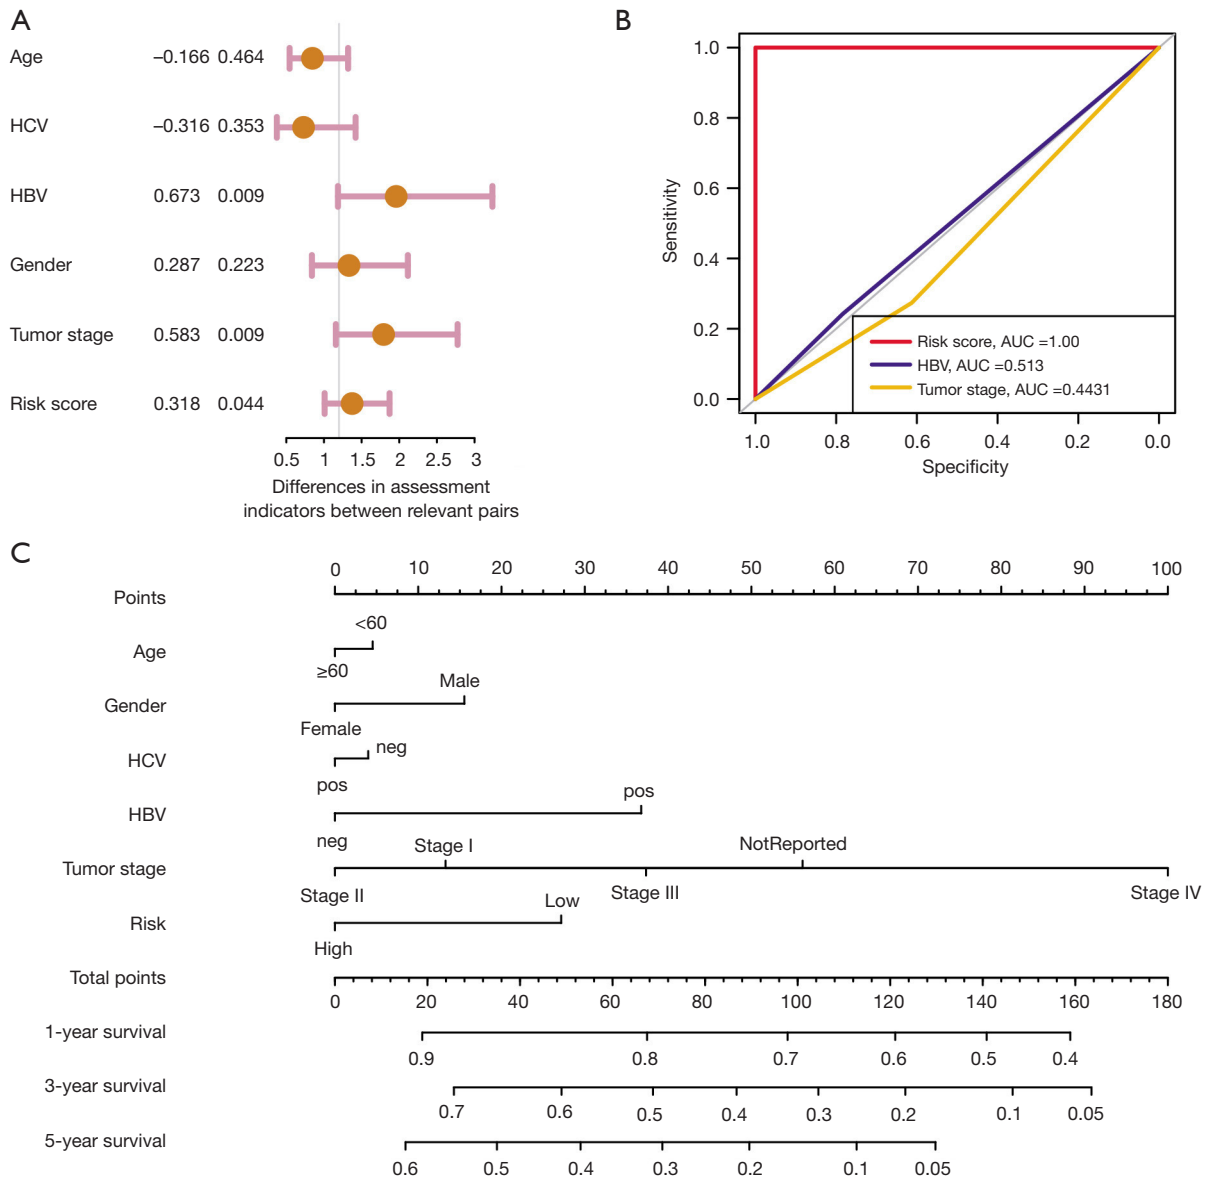 A
Age –0.166 0.464
HCV –0.316 0.353
HBV 0.673 0.009
Gender 0.287 0.223
Tumor stage 0.583 0.009
Risk score 0.318 0.044
0.5 1 1.5 2 2.5 3
Differences in assessment
indicators between relevant pairs
B
1.0
0.8
0.6
0.4
0.2
0.0
Sensitivity
Risk score, AUC =1.00
HBV, AUC =0.513
Tumor stage, AUC =0.4431
1.0 0.8 0.6 0.4 0.2 0.0
Specificity
C
0 10 20 30 40 50 60 70 80 90 100
Points
<60
Age
≥60
Male
Gender
Female
neg
HCV
pos
pos
HBV
neg
Stage I NotReported
Tumor stage
Stage II Stage III Stage IV
Low
Risk
High
Total points
0 20 40 60 80 100 120 140 160 180
1-year survival
0.9 0.8 0.7 0.6 0.5 0.4
3-year survival
0.7 0.6 0.5 0.4 0.3 0.2 0.1 0.05
5-year survival
0.6 0.5 0.4 0.3 0.2 0.1 0.05